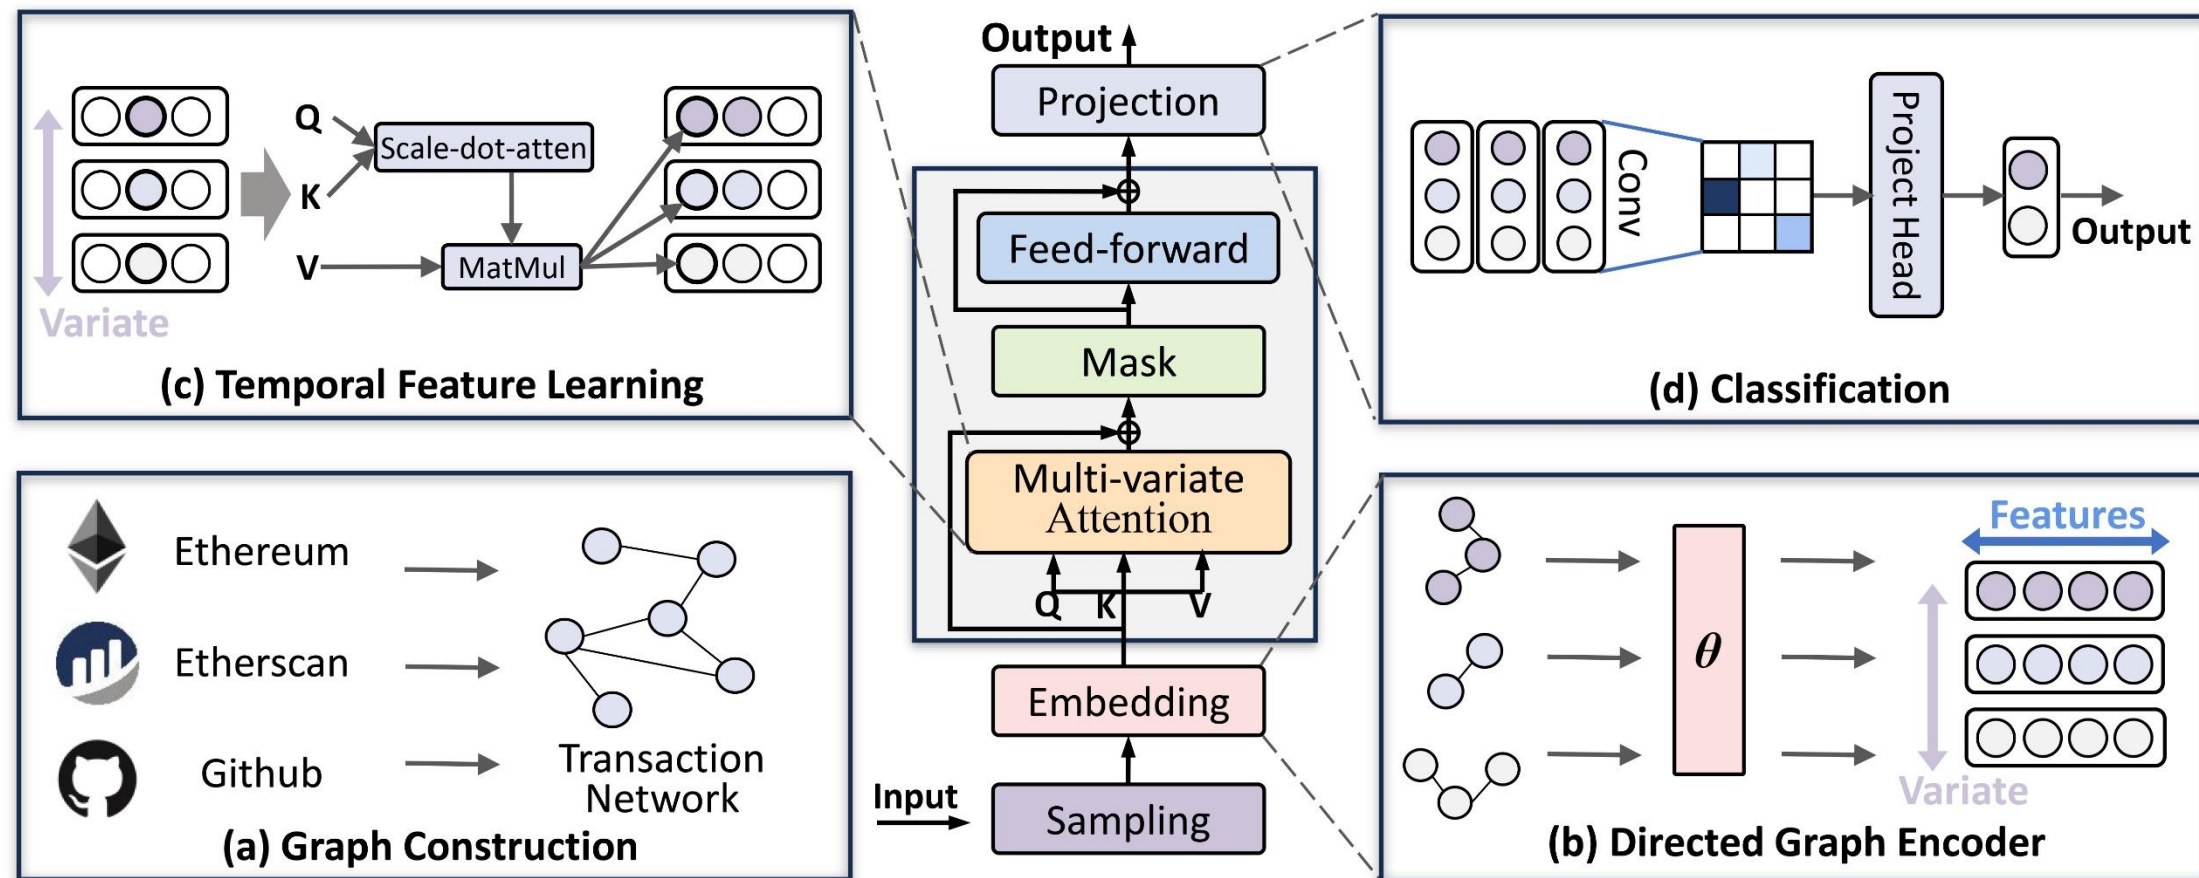 Q
K
V
Scale-dot-atten
MatMul
Variate
(c) Temporal Feature Learning
Ethereum
Etherscan
Github
Transaction
Network
(a) Graph Construction
Output
Projection
Feed-forward
Mask
Multi-variate
Attention
Q K V
Embedding
Input
Sampling
Conv
Project Head
Output
(d) Classification
θ
Features
Variate
(b) Directed Graph Encoder